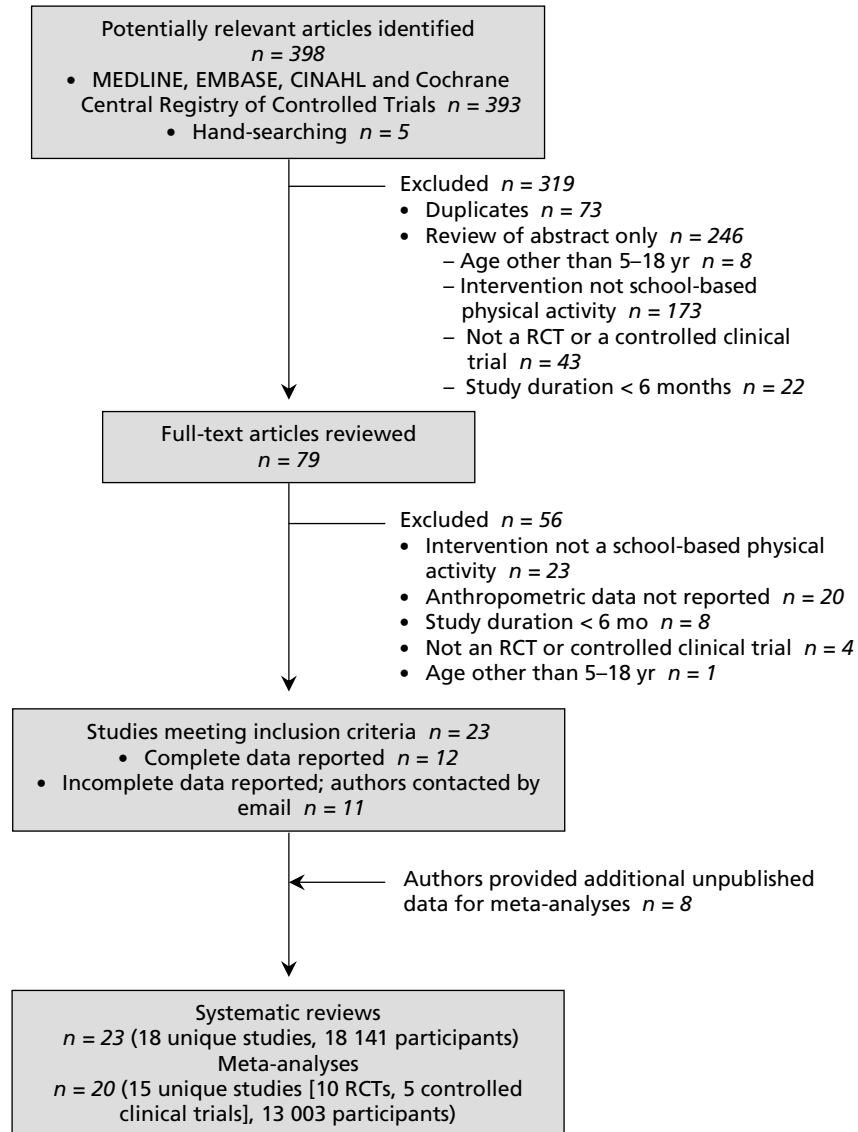 Potentially relevant articles identified
n = 398
• MEDLINE, EMBASE, CINAHL and Cochrane
Central Registry of Controlled Trials n = 393
• Hand-searching n = 5
Excluded n = 319
• Duplicates n = 73
• Review of abstract only n = 246
– Age other than 5–18 yr n = 8
– Intervention not school-based
physical activity n = 173
– Not a RCT or a controlled clinical
trial n = 43
– Study duration < 6 months n = 22
Full-text articles reviewed
n = 79
Excluded n = 56
• Intervention not a school-based physical
activity n = 23
• Anthropometric data not reported n = 20
• Study duration < 6 mo n = 8
• Not an RCT or controlled clinical trial n = 4
• Age other than 5–18 yr n = 1
Studies meeting inclusion criteria n = 23
• Complete data reported n = 12
• Incomplete data reported; authors contacted by
email n = 11
Authors provided additional unpublished
data for meta-analyses n = 8
Systematic reviews
n = 23 (18 unique studies, 18 141 participants)
Meta-analyses
n = 20 (15 unique studies [10 RCTs, 5 controlled
clinical trials], 13 003 participants)